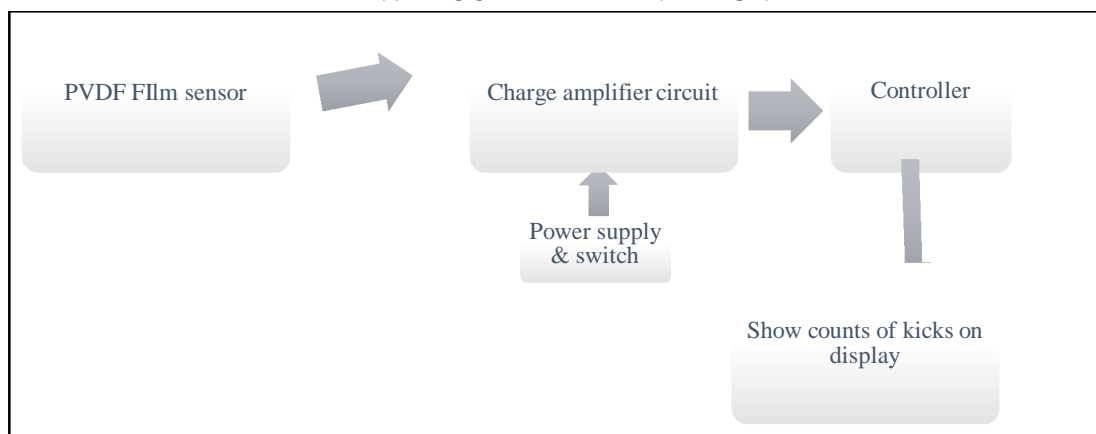 PVDF FIlm sensor
Charge amplifier circuit
Controller
Power supply
& switch
Show counts of kicks on
display